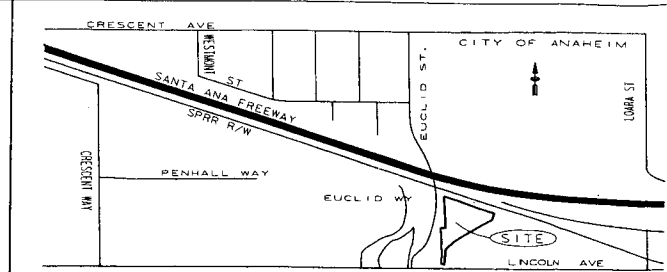 CRESCENT AVE
CITY OF ANAHEIM
WESTMONT
ST
EUCLID ST.
LOARA ST
SANTA ANA FREEWAY
SPRR R/W
CRESCENT WAY
PENHALL WAY
EUCLID WY
SITE
LINCOLN AVE